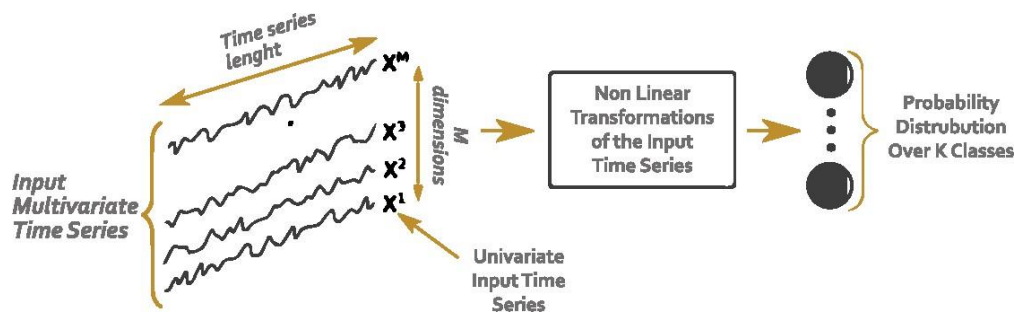 Time series
lenght
X^M
X^3
X^2
X^1
M
dimensions
Input
Multivariate
Time Series
Univariate
Input Time
Series
Non Linear
Transformations
of the Input
Time Series
Probability
Distrubution
Over K Classes